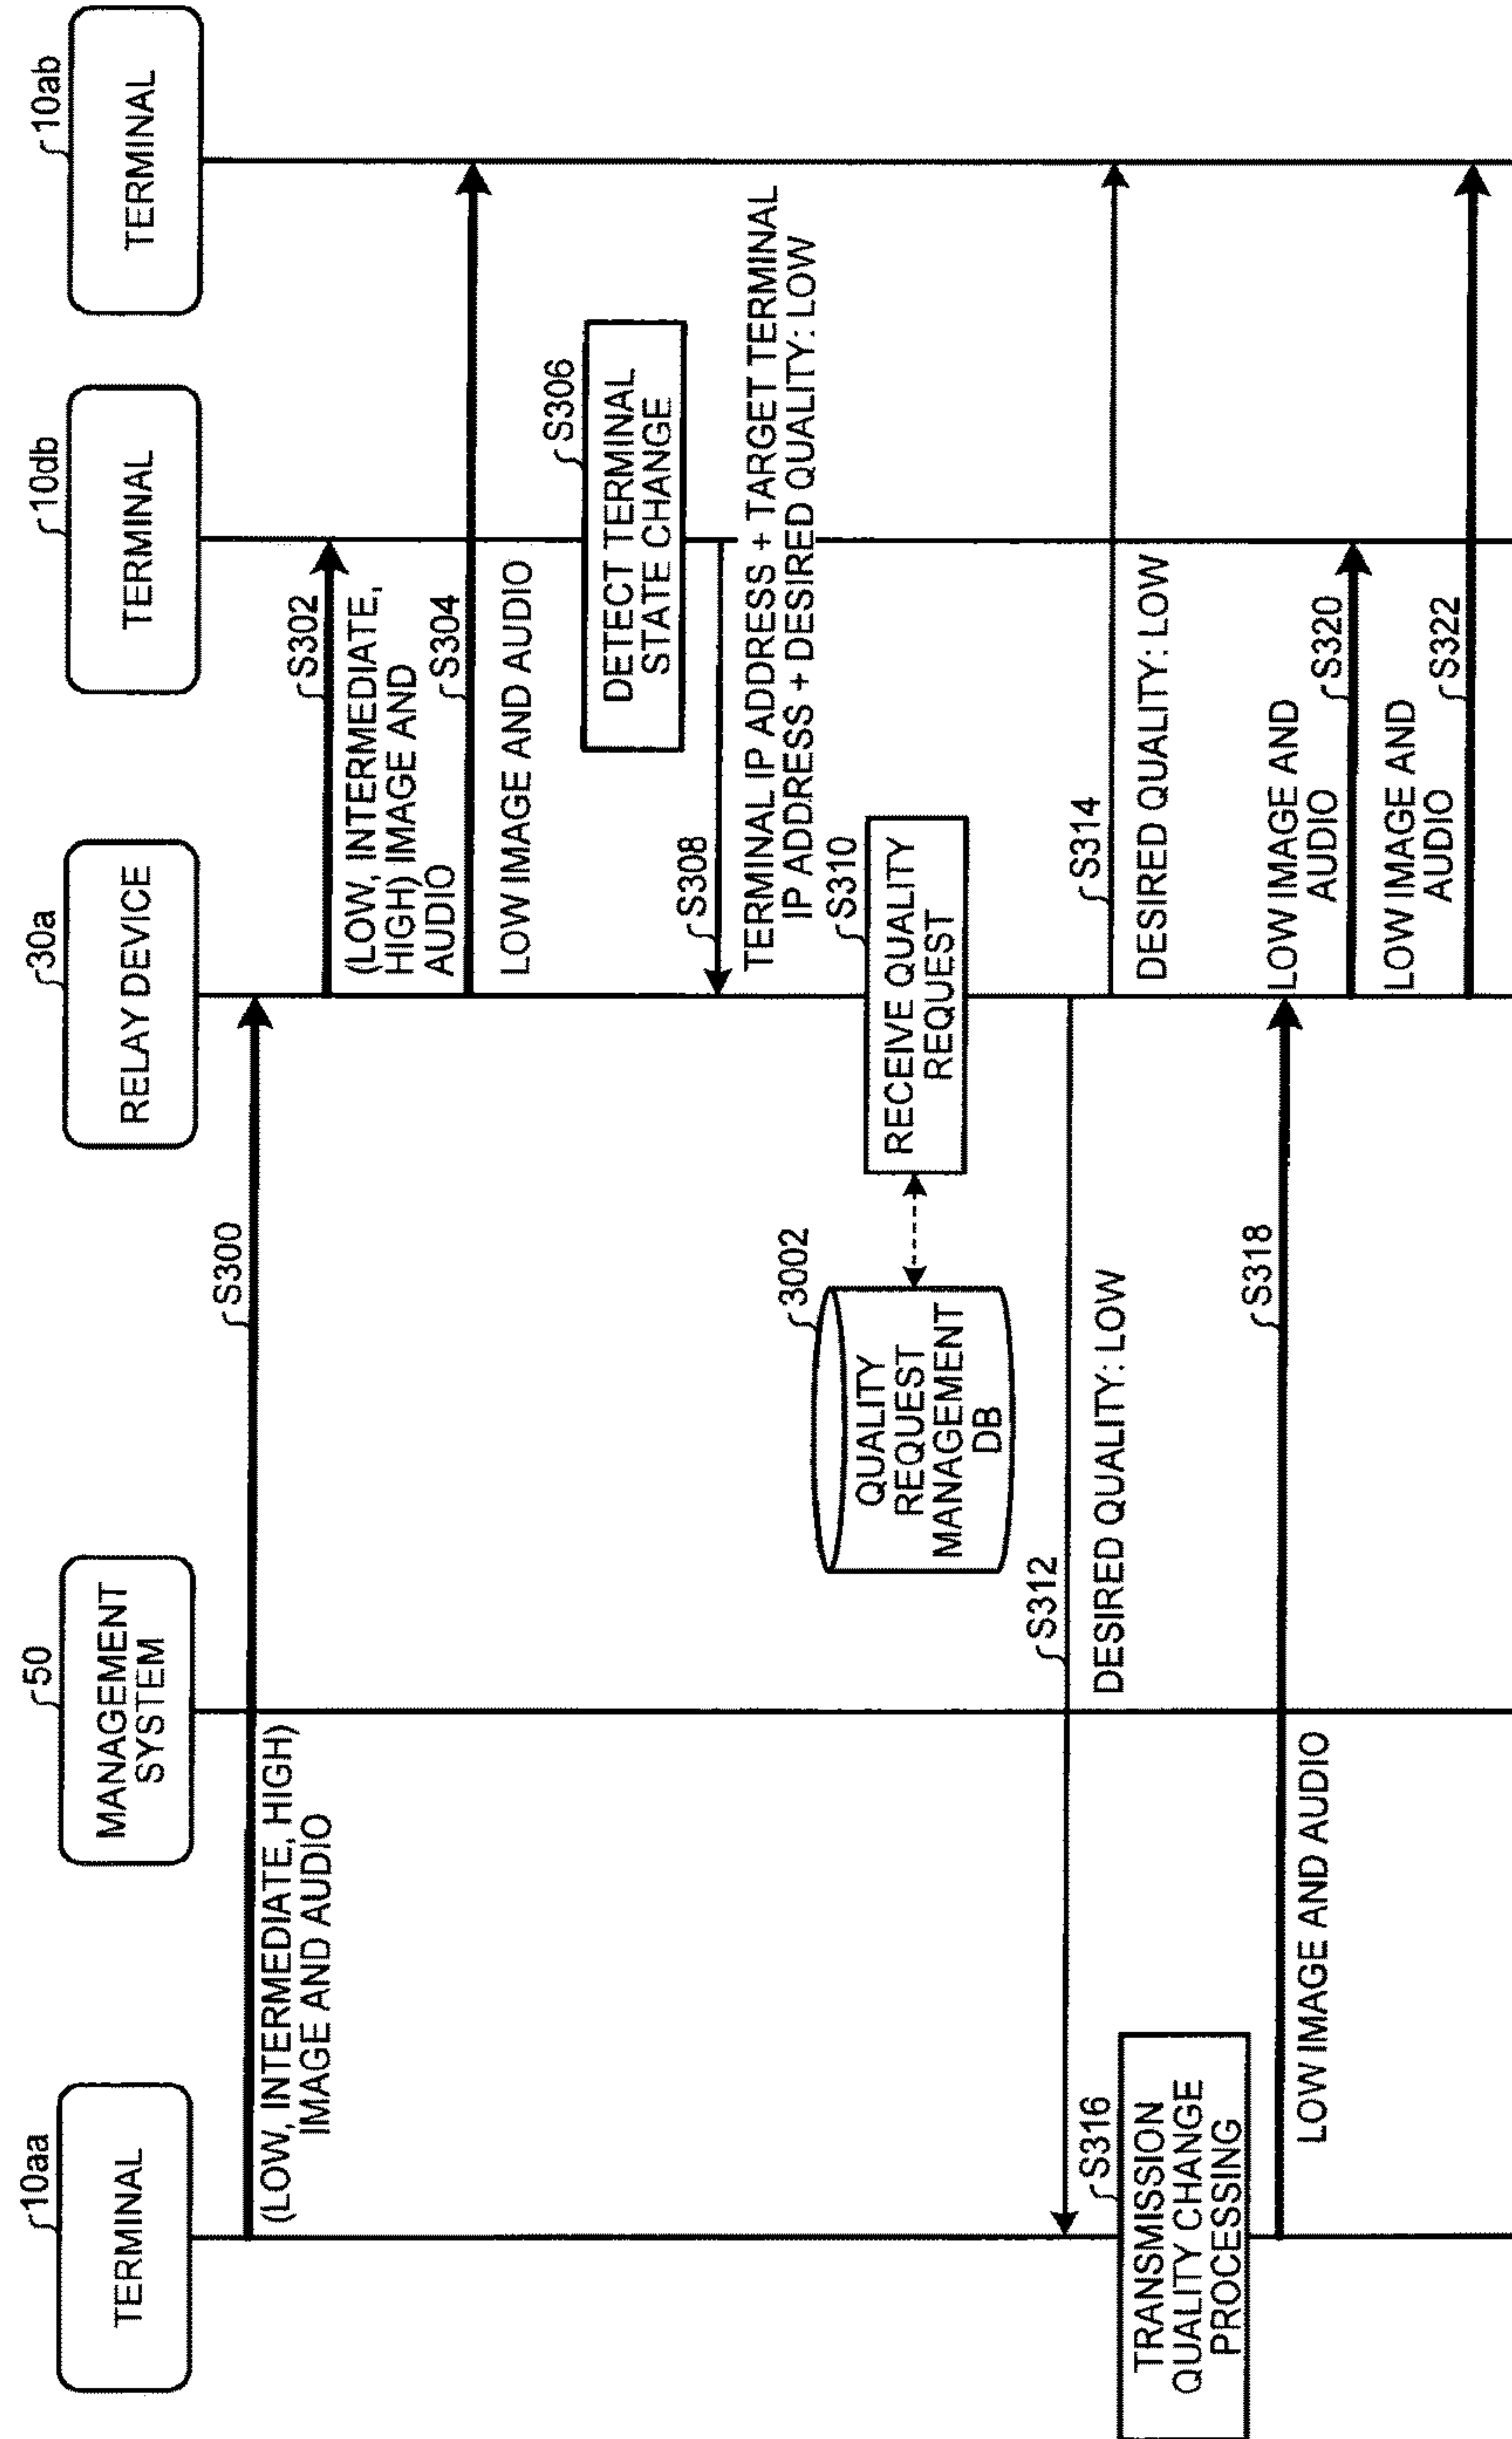 10aa
TERMINAL
50
MANAGEMENT
SYSTEM
30a
RELAY DEVICE
10db
TERMINAL
10ab
TERMINAL
S300
(LOW, INTERMEDIATE, HIGH)
IMAGE AND AUDIO
S302
(LOW, INTERMEDIATE,
HIGH) IMAGE AND
AUDIO
S304
LOW IMAGE AND AUDIO
S306
DETECT TERMINAL
STATE CHANGE
S308
TERMINAL IP ADDRESS + TARGET TERMINAL
IP ADDRESS + DESIRED QUALITY: LOW
3002
QUALITY
REQUEST
MANAGEMENT
DB
S310
RECEIVE QUALITY
REQUEST
S312
DESIRED QUALITY: LOW
S314
DESIRED QUALITY: LOW
S316
TRANSMISSION
QUALITY CHANGE
PROCESSING
S318
LOW IMAGE AND AUDIO
LOW IMAGE AND
AUDIO
S320
LOW IMAGE AND
AUDIO
S322